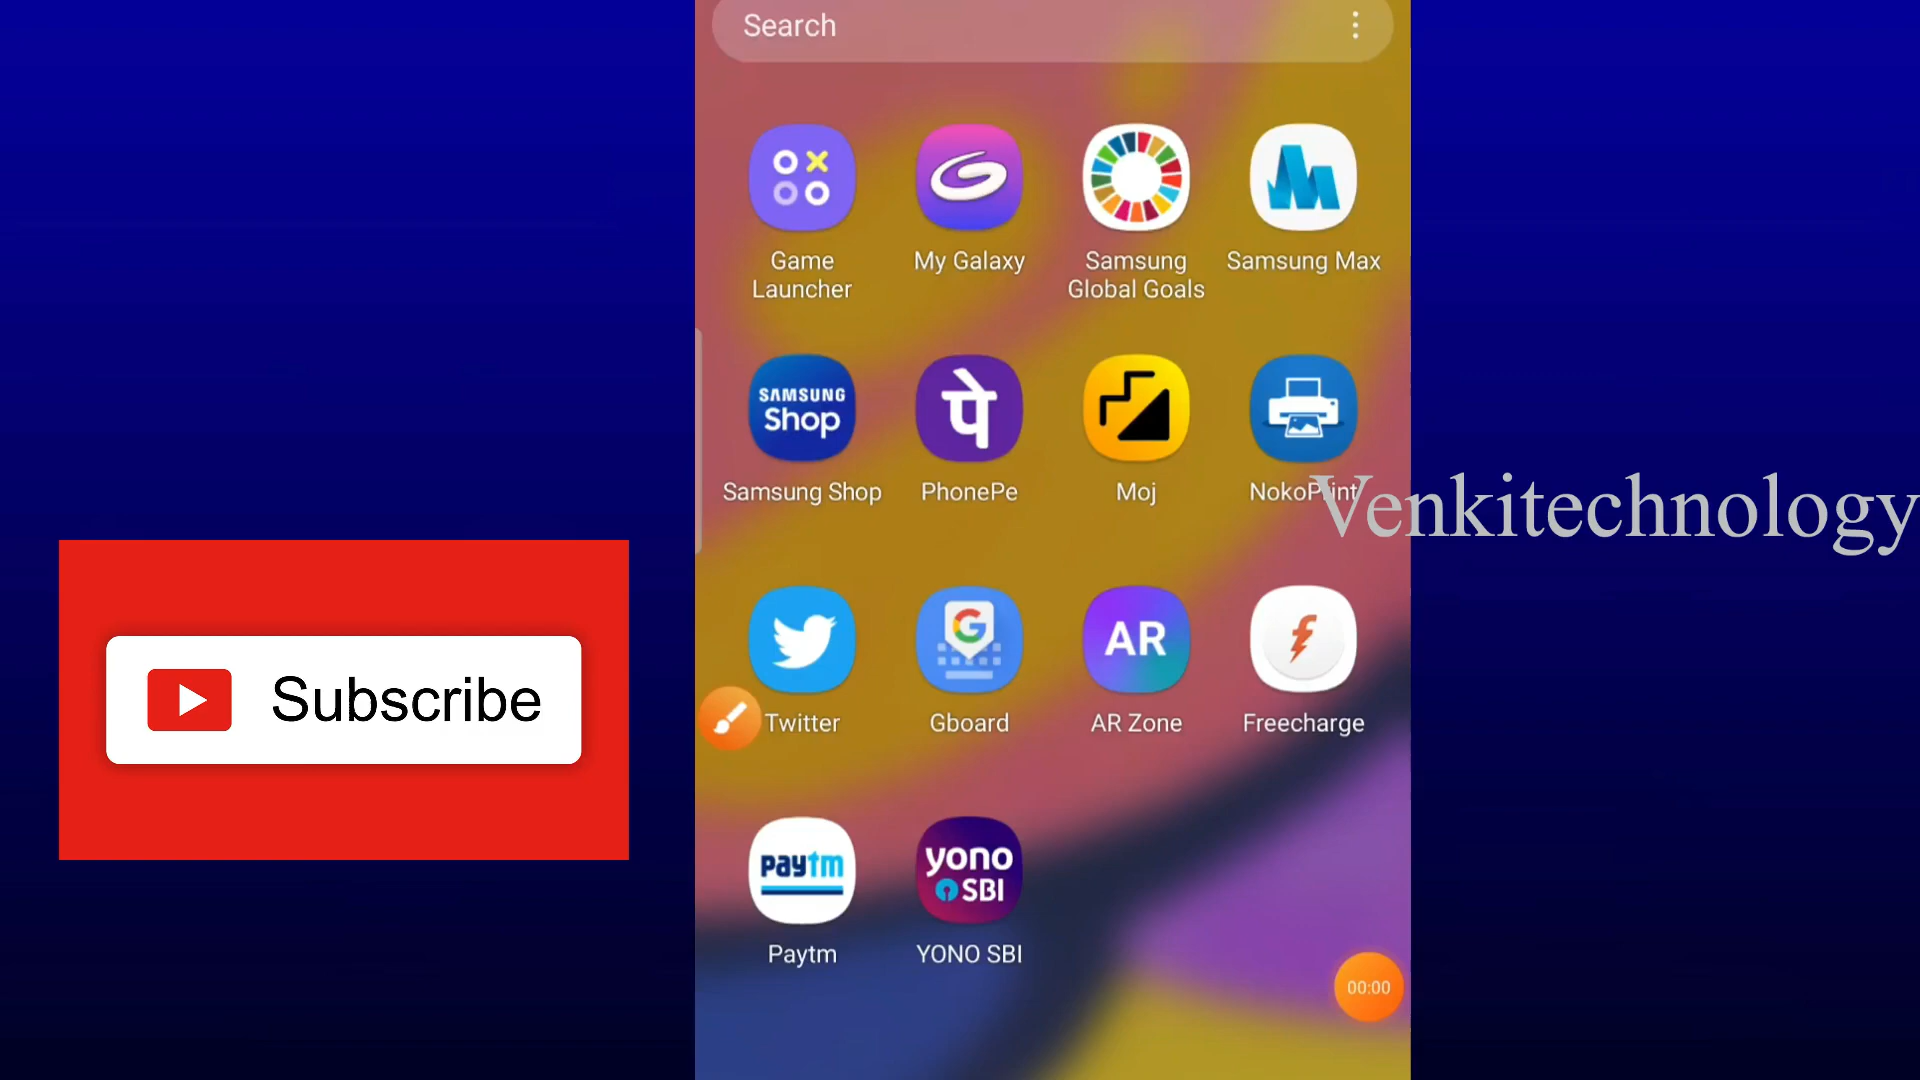 Search
Game
Launcher
My Galaxy
Samsung
Global Goals
Samsung Max
SAMSUNG
Shop
पे
Samsung Shop
PhonePe
Moj
NokoPrint
Venkitechnology
Subscribe
G
AR
Twitter
Gboard
AR Zone
Freecharge
paytm
yono
SBI
Paytm
YONO SBI
00:00